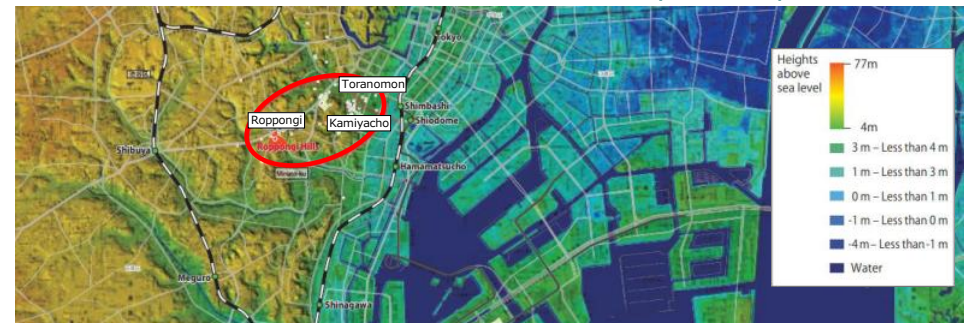 Tokyo
Toranomon
Shimbashi
Roppongi
Kamiyacho
Shiodome
Roppongi Hills
Shibuya
Hamamatsucho
Minato-ku
Meguro
Shinagawa
Heights
above
sea level
77m
4m
3 m – Less than 4 m
1 m – Less than 3 m
0 m – Less than 1 m
-1 m – Less than 0 m
-4 m – Less than -1 m
Water